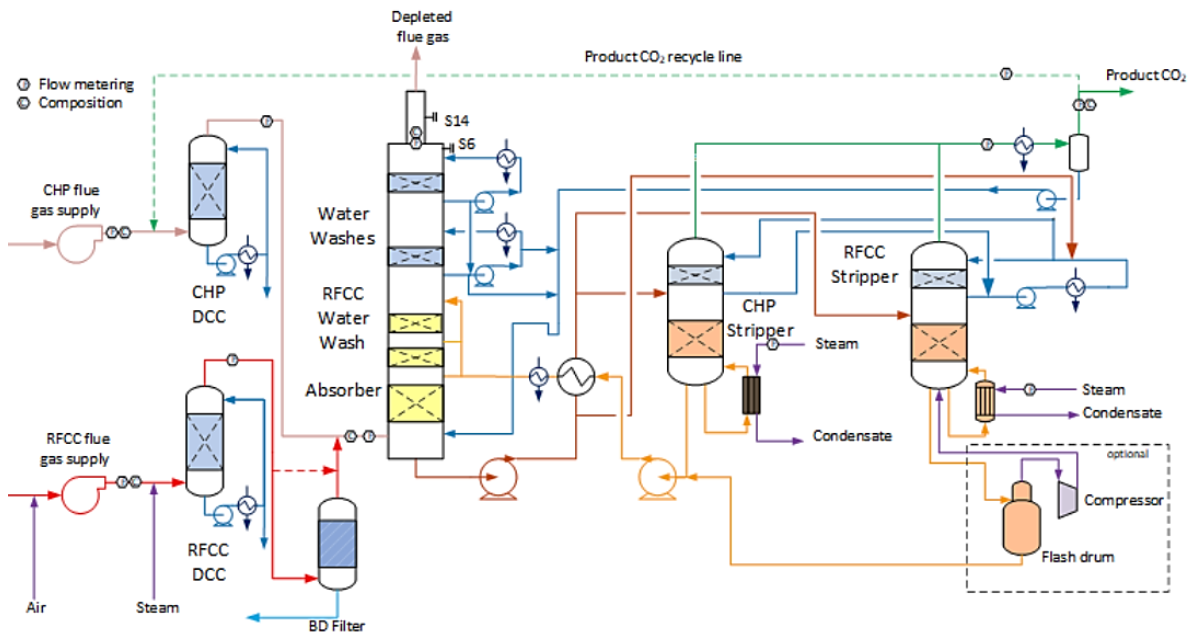 Depleted
flue gas
Product CO₂ recycle line
Product CO₂
Flow metering
Composition
S14
S6
CHP flue
gas supply
Water
Washes
CHP
DCC
RFCC
Water
Wash
Absorber
RFCC
Stripper
CHP
Stripper
Steam
Condensate
Steam
Condensate
RFCC flue
gas supply
optional
Compressor
Flash drum
RFCC
DCC
Air
Steam
BD Filter